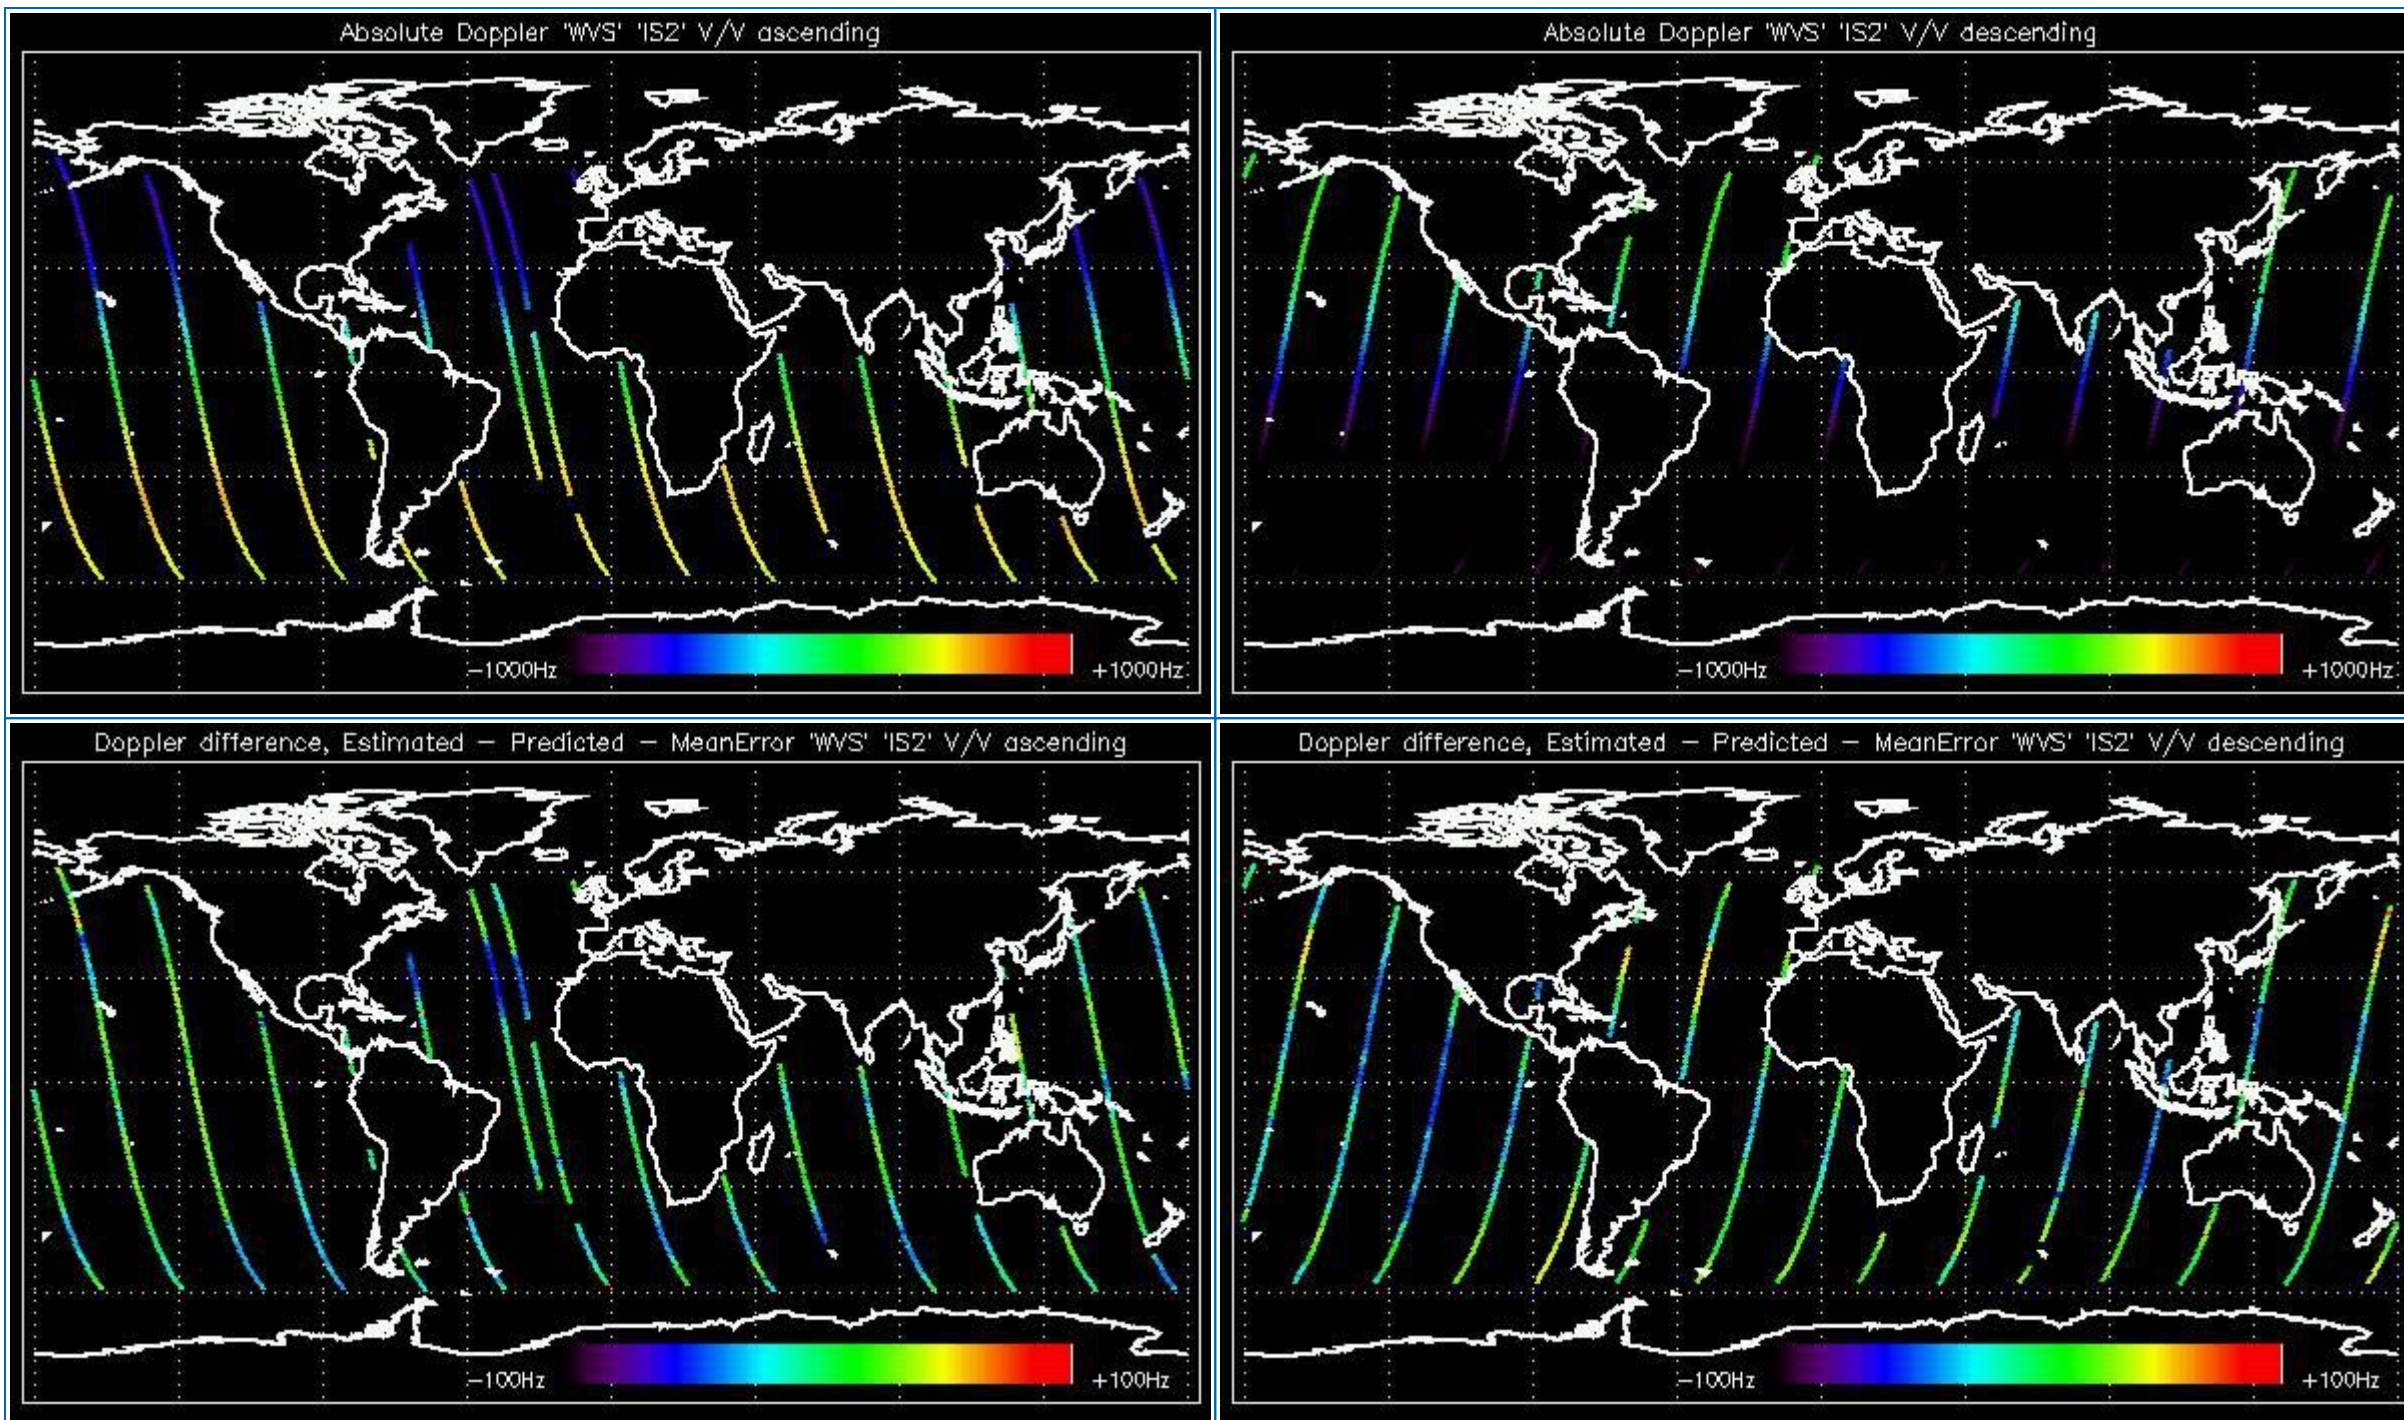 Absolute Doppler 'WVS' 'IS2' V/V ascending
-1000Hz
+1000Hz
Absolute Doppler 'WVS' 'IS2' V/V descending
-1000Hz
+1000Hz
Doppler difference, Estimated - Predicted - MeanError 'WVS' 'IS2' V/V ascending
-100Hz
+100Hz
Doppler difference, Estimated - Predicted - MeanError 'WVS' 'IS2' V/V descending
-100Hz
+100Hz